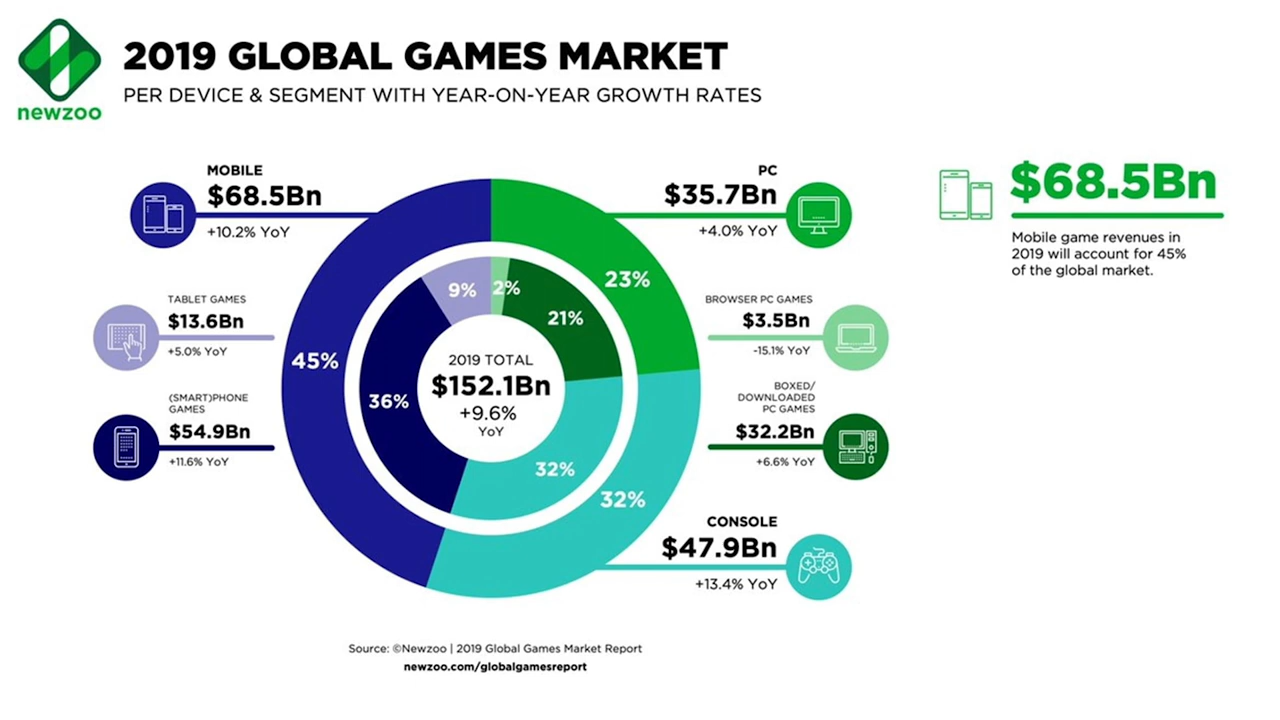 newzoo
2019 GLOBAL GAMES MARKET
PER DEVICE & SEGMENT WITH YEAR-ON-YEAR GROWTH RATES
MOBILE
$68.5Bn
+10.2% YoY
TABLET GAMES
$13.6Bn
+5.0% YoY
(SMART)PHONE
GAMES
$54.9Bn
+11.6% YoY
45%
36%
9%
2%
21%
23%
32%
32%
2019 TOTAL
$152.1Bn
+9.6%
YoY
PC
$35.7Bn
+4.0% YoY
BROWSER PC GAMES
$3.5Bn
-15.1% YoY
BOXED/
DOWNLOADED
PC GAMES
$32.2Bn
+6.6% YoY
CONSOLE
$47.9Bn
+13.4% YoY
$68.5Bn
Mobile game revenues in
2019 will account for 45%
of the global market.
Source: ©Newzoo | 2019 Global Games Market Report
newzoo.com/globalgamesreport